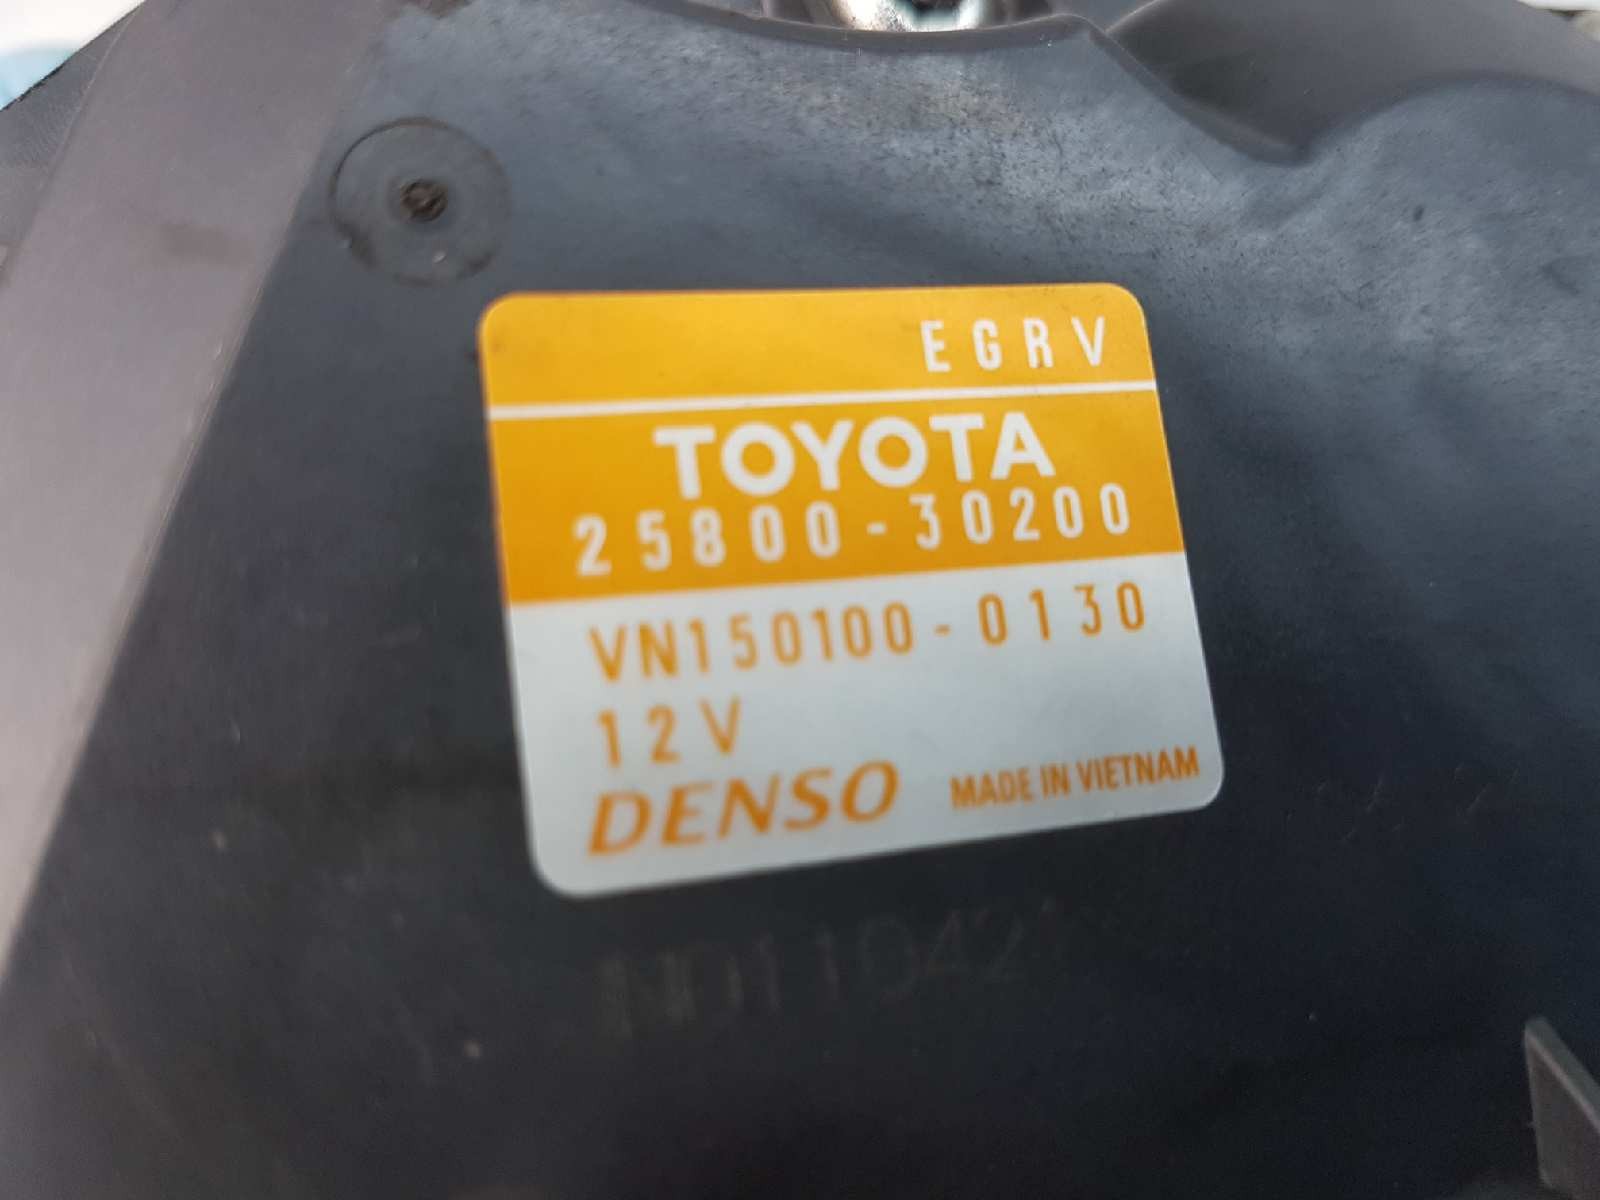 EGRV
TOYOTA
25800-30200
VN150100-0130
12V
DENSO MADE IN VIETNAM